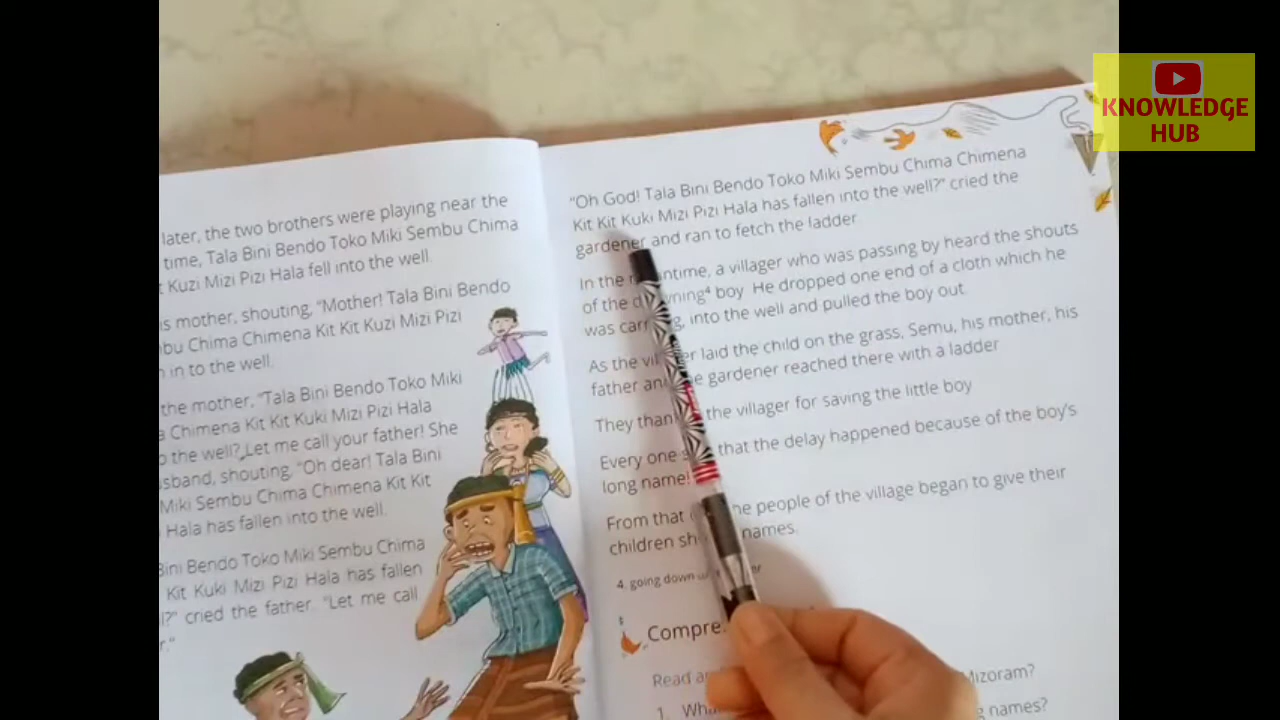 later, the two brothers were playing near the
time, Tala Bini Bendo Toko Miki Sembu Chima
Kuzi Mizi Pizi Hala fell into the well.
mother, shouting, "Mother! Tala Bini Bendo
Chima Chimena Kit Kit Kuzi Mizi Pizi
in to the well.
the mother, "Tala Bini Bendo Toko Miki
Chimena Kit Kit Kuki Mizi Pizi Hala
the well? Let me call your father! She
shouting, "Oh dear! Tala Bini
Miki Sembu Chima Chimena Kit Kit
Hala has fallen into the well.
Bendo Toko Miki Sembu Chima
Kit Kuki Mizi Pizi Hala has fallen
cried the father. "Let me call
"Oh God! Tala Bini Bendo Toko Miki Sembu Chima Chimena
Kit Kit Kuki Mizi Pizi Hala has fallen into the well?" cried the
gardener and ran to fetch the ladder
In the a villager who was passing by heard the shouts
of the boy He dropped one end of a cloth which he
was into the well and pulled the boy out
As the laid the child on the grass, Semu, his mother, his
father gardener reached there with a ladder
They the villager for saving the little boy
Every one that the delay happened because of the boy's
long name!
From that people of the village began to give their
children names.
4. going down
Read Mizoram?
1. names?
KNOWLEDGE
HUB